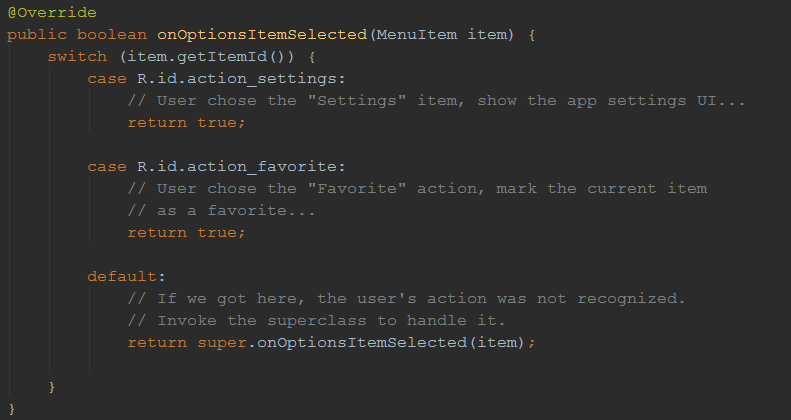 @Override
public boolean onOptionsItemSelected(MenuItem item) {
    switch (item.getItemId()) {
        case R.id.action_settings:
            // User chose the "Settings" item, show the app settings UI...
            return true;

        case R.id.action_favorite:
            // User chose the "Favorite" action, mark the current item
            // as a favorite...
            return true;

        default:
            // If we got here, the user's action was not recognized.
            // Invoke the superclass to handle it.
            return super.onOptionsItemSelected(item);

    }
}